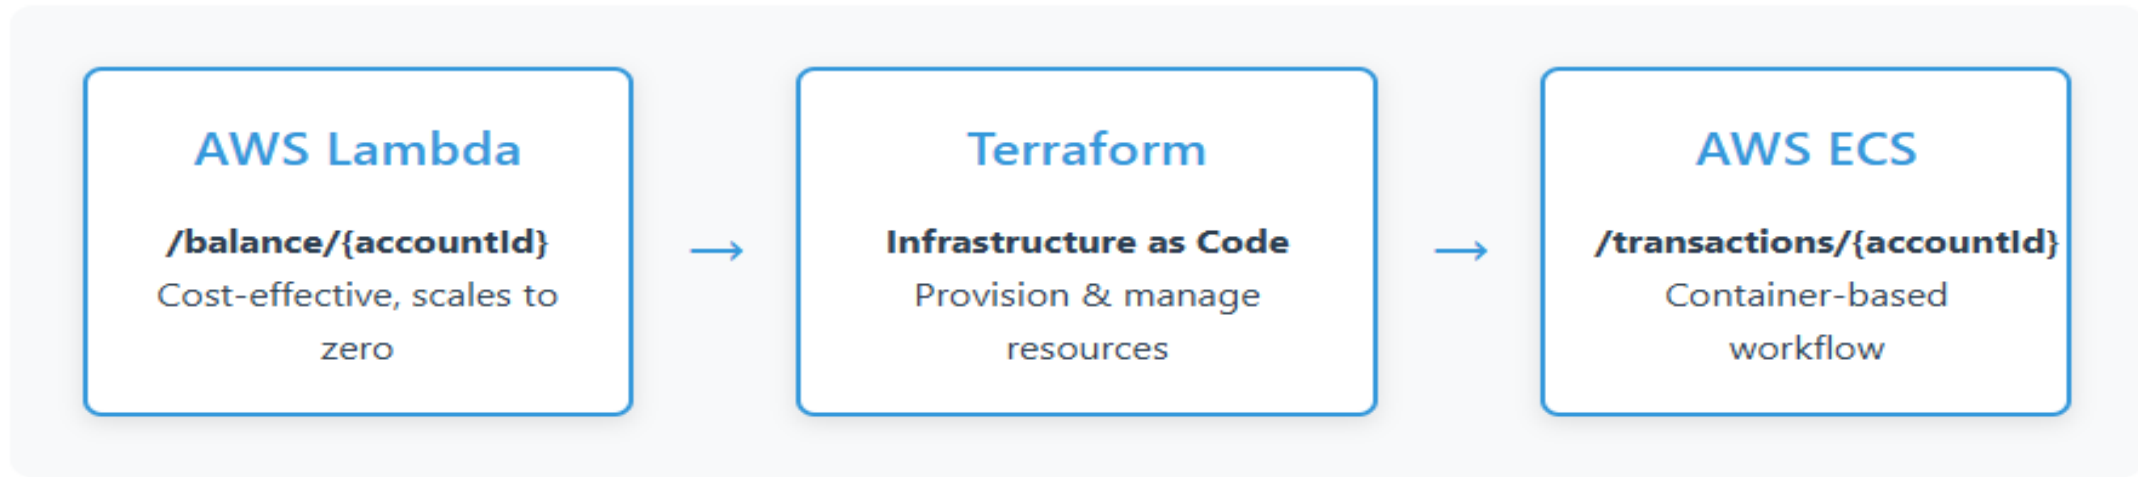 AWS Lambda
/balance/{accountId}
Cost-effective, scales to
zero
→
Terraform
Infrastructure as Code
Provision & manage
resources
→
AWS ECS
/transactions/{accountId}
Container-based
workflow